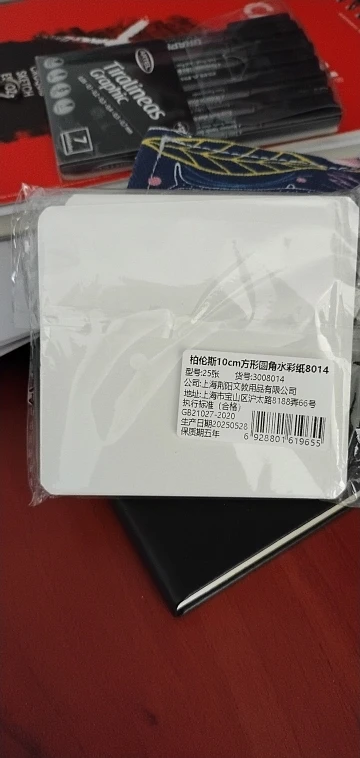 Tiralineas
Graphic
7
柏伦斯10cm方形圆角水彩纸8014
型号:25张 货号:3008014
公司:上海荆阳文教用品有限公司
地址:上海市宝山区沪太路8188弄66号
执行标准（合格）
GB21027-2020
生产日期20250528
保质期五年
6 928801 619655